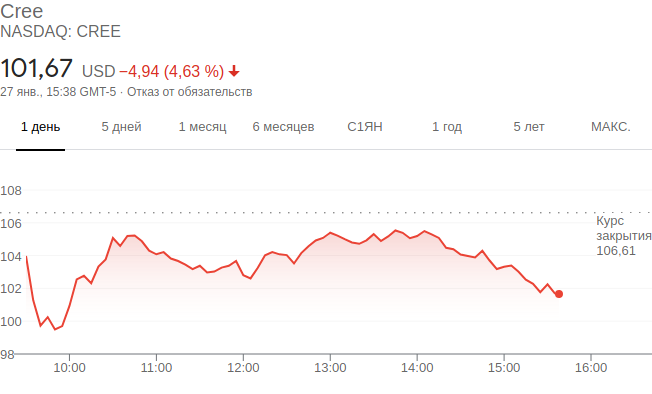 Cree
NASDAQ: CREE
101,67 USD −4,94 (4,63 %)
27 янв., 15:38 GMT-5 · Отказ от обязательств
1 день 5 дней 1 месяц 6 месяцев С1ЯН 1 год 5 лет МАКС.
108
106
Курс
закрытия
106,61
104
102
100
98
10:00 11:00 12:00 13:00 14:00 15:00 16:00